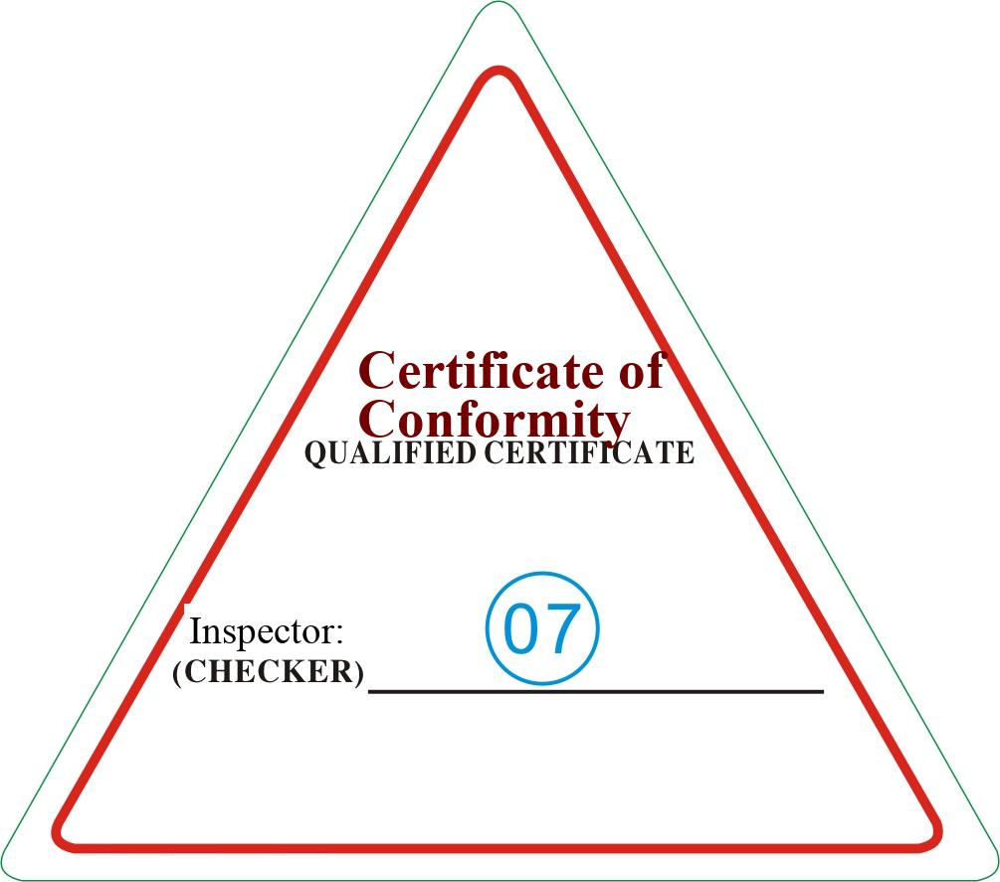 Certificate of
Conformity
QUALIFIED CERTIFICATE
07
Inspector:
(CHECKER)